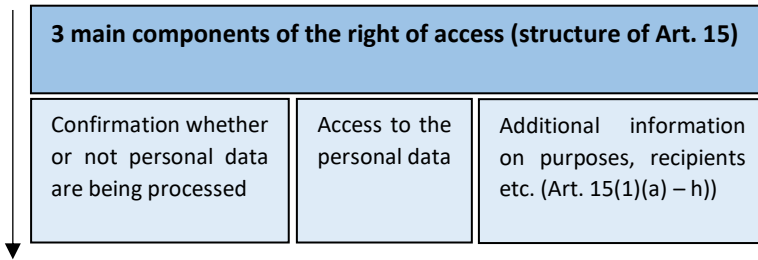 3 main components of the right of access (structure of Art. 15)
Confirmation whether
or not personal data
are being processed
Access to the
personal data
Additional information
on purposes, recipients
etc. (Art. 15(1)(a) – h))